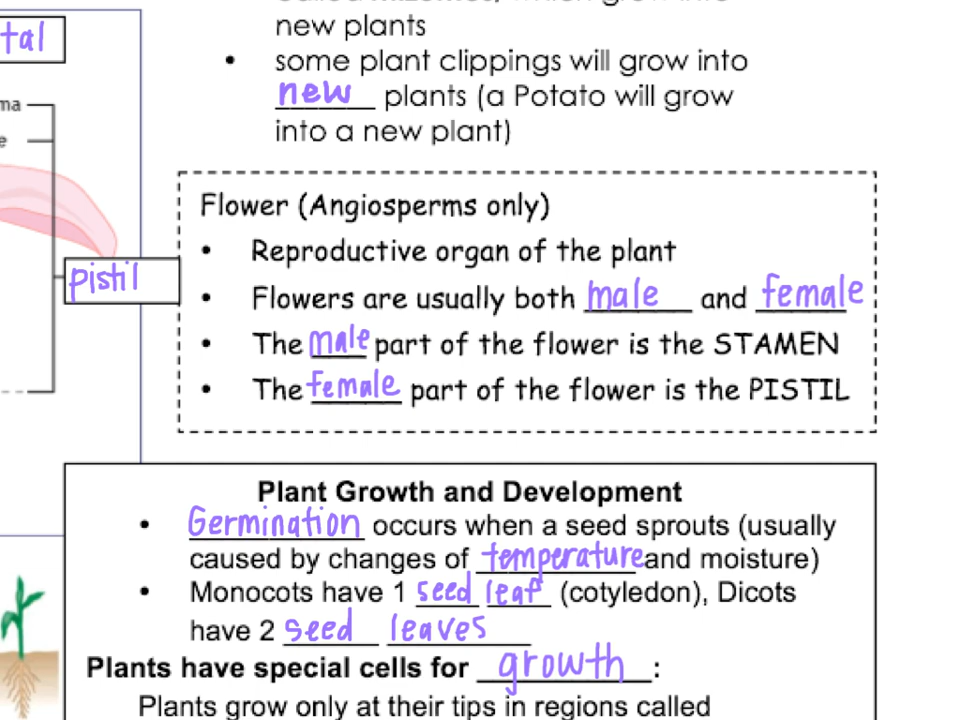 new plants
• some plant clippings will grow into
new plants (a Potato will grow
into a new plant)
tal
ma
e
pistil
Flower (Angiosperms only)
• Reproductive organ of the plant
• Flowers are usually both male and female
• The male part of the flower is the STAMEN
• The female part of the flower is the PISTIL
Plant Growth and Development
• Germination occurs when a seed sprouts (usually
caused by changes of temperature and moisture)
• Monocots have 1 seed leaf (cotyledon), Dicots
have 2 seed leaves
Plants have special cells for growth:
Plants grow only at their tips in regions called